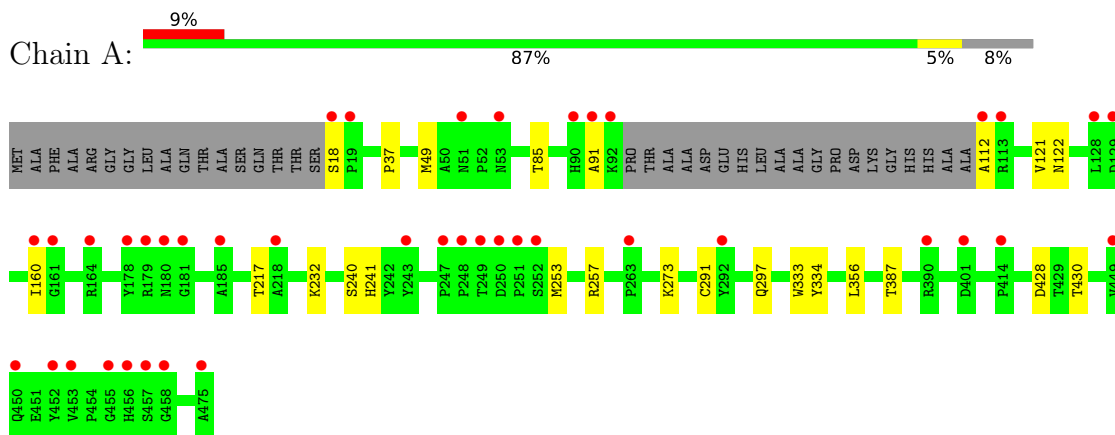 9%
Chain A:
87% 5% 8%
MET ALA PHE ALA ARG GLY GLY LEU ALA GLN THR ALA SER GLN THR THR SER S18 P19 P37 M49 A50 N51 P52 N53 T85 H90 A91 K92 PRO THR ALA ALA ASP GLU HIS LEU ALA ALA GLY PRO ASP LYS GLY HIS HIS ALA ALA A112 R113 V121 N122 L128
I160 G161 R164 Y178 R179 N180 G181 A185 T217 A218 K232 S240 H241 Y242 Y243 P247 P248 T249 D250 P251 S252 M253 R257 P263 K273 C291 Y292 Q297 W333 Y334 L356 T387 R390 D401 P414 D428 T429 T430
Q450 E451 Y452 V453 P454 G455 H456 S457 G458 A475